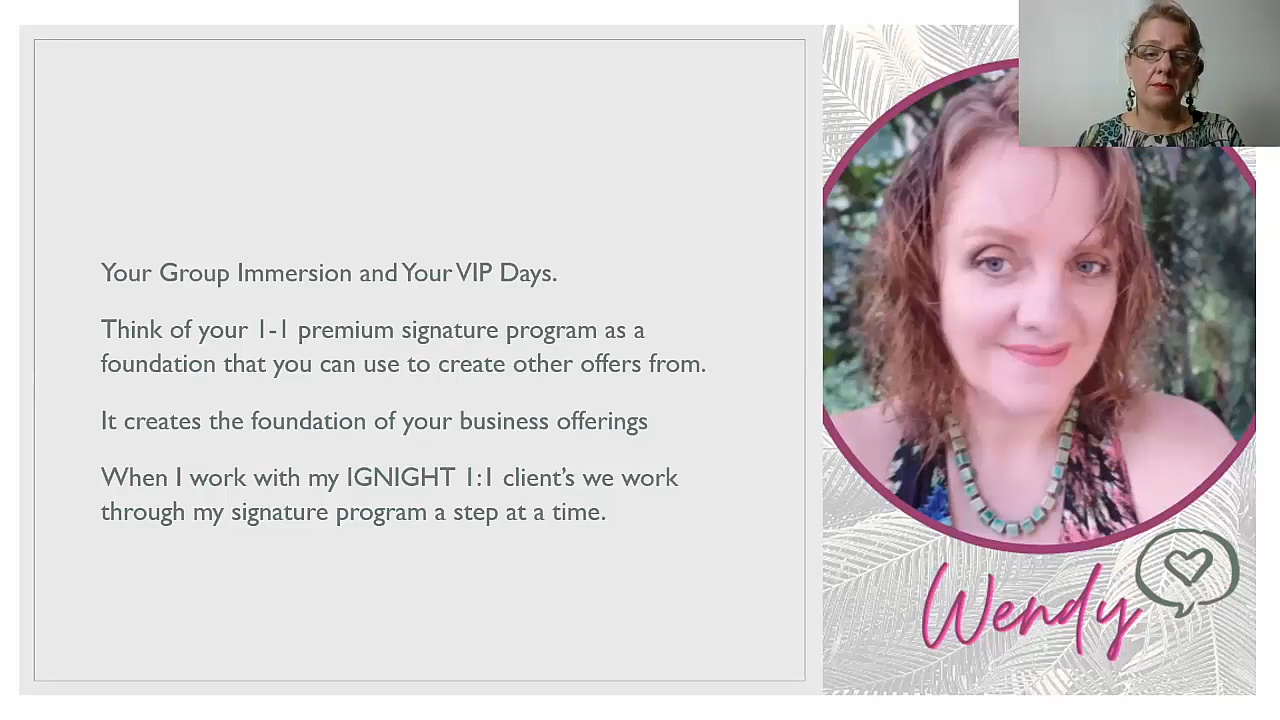 Your Group Immersion and Your VIP Days.
Think of your 1-1 premium signature program as a
foundation that you can use to create other offers from.
It creates the foundation of your business offerings
When I work with my IGNIGHT 1:1 client's we work
through my signature program a step at a time.
Wendy